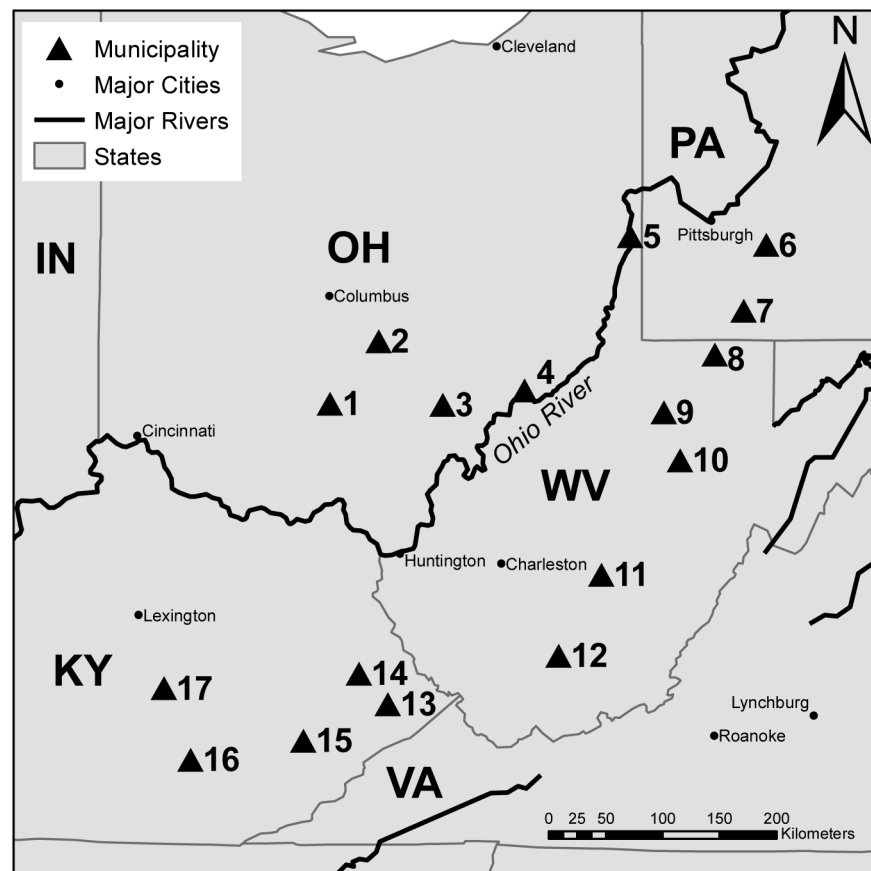 Municipality
Major Cities
Major Rivers
States
N
Cleveland
PA
IN
OH
Pittsburgh
5
6
Columbus
7
2
8
4
1
3
9
Ohio River
Cincinnati
10
WV
Huntington
Charleston
11
Lexington
12
KY
14
17
13
Lynchburg
15
Roanoke
16
VA
0 25 50 100 150 200
Kilometers